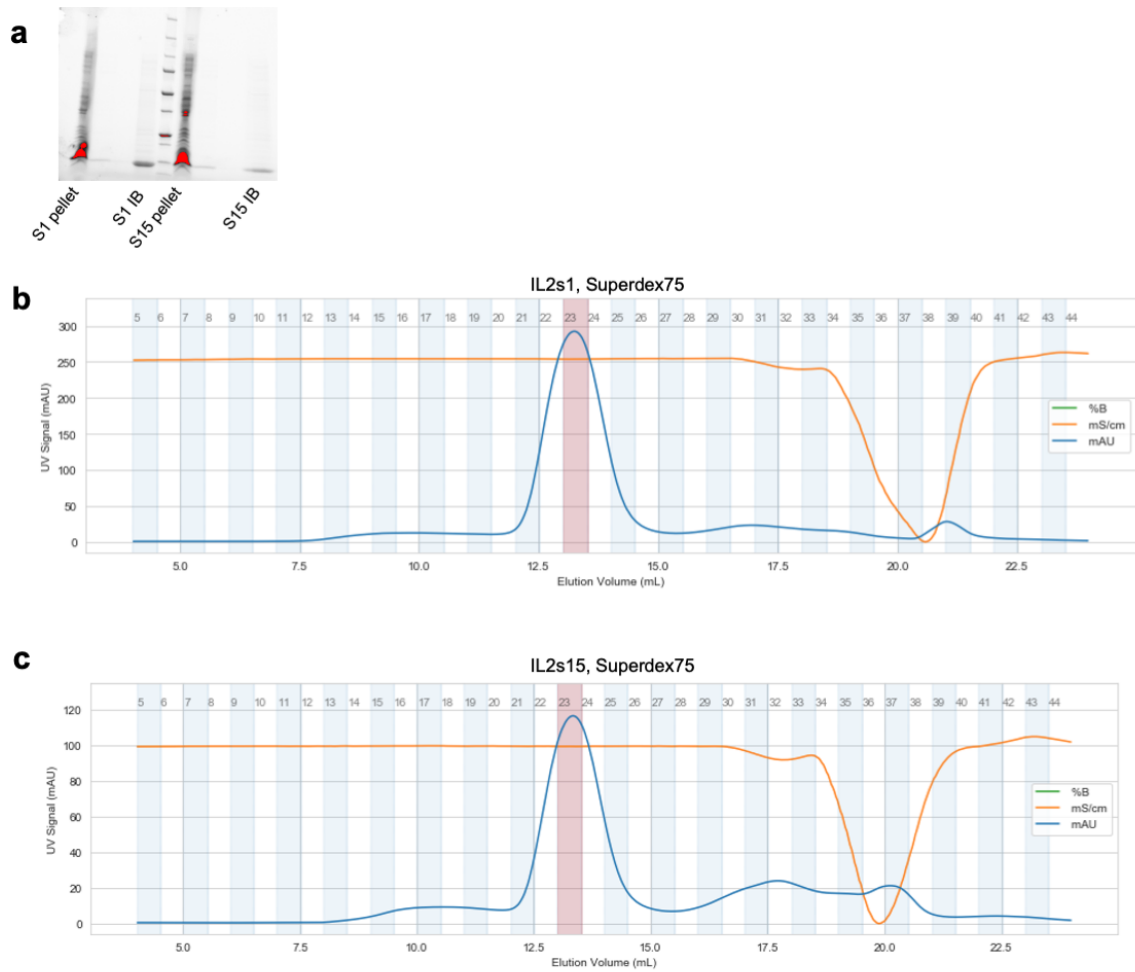 a
S1 pellet
S1 IB
S15 pellet
S15 IB
b
IL2s1, Superdex75
5 6 7 8 9 10 11 12 13 14 15 16 17 18 19 20 21 22 23 24 25 26 27 28 29 30 31 32 33 34 35 36 37 38 39 40 41 42 43 44
300
250
200
150
100
50
0
UV Signal (mAU)
%B
mS/cm
mAU
5.0 7.5 10.0 12.5 15.0 17.5 20.0 22.5
Elution Volume (mL)
c
IL2s15, Superdex75
5 6 7 8 9 10 11 12 13 14 15 16 17 18 19 20 21 22 23 24 25 26 27 28 29 30 31 32 33 34 35 36 37 38 39 40 41 42 43 44
120
100
80
60
40
20
0
UV Signal (mAU)
%B
mS/cm
mAU
5.0 7.5 10.0 12.5 15.0 17.5 20.0 22.5
Elution Volume (mL)